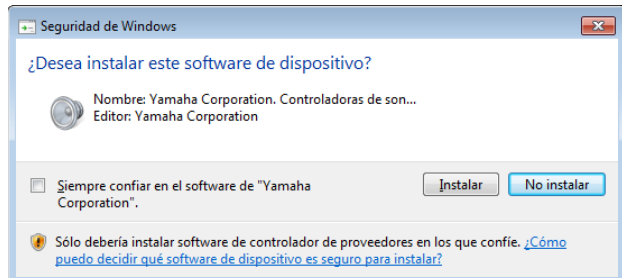 Seguridad de Windows
¿Desea instalar este software de dispositivo?
Nombre: Yamaha Corporation. Controladoras de son...
Editor: Yamaha Corporation
Siempre confiar en el software de "Yamaha
Corporation".
Instalar
No instalar
Sólo debería instalar software de controlador de proveedores en los que confíe. ¿Cómo
puedo decidir qué software de dispositivo es seguro para instalar?